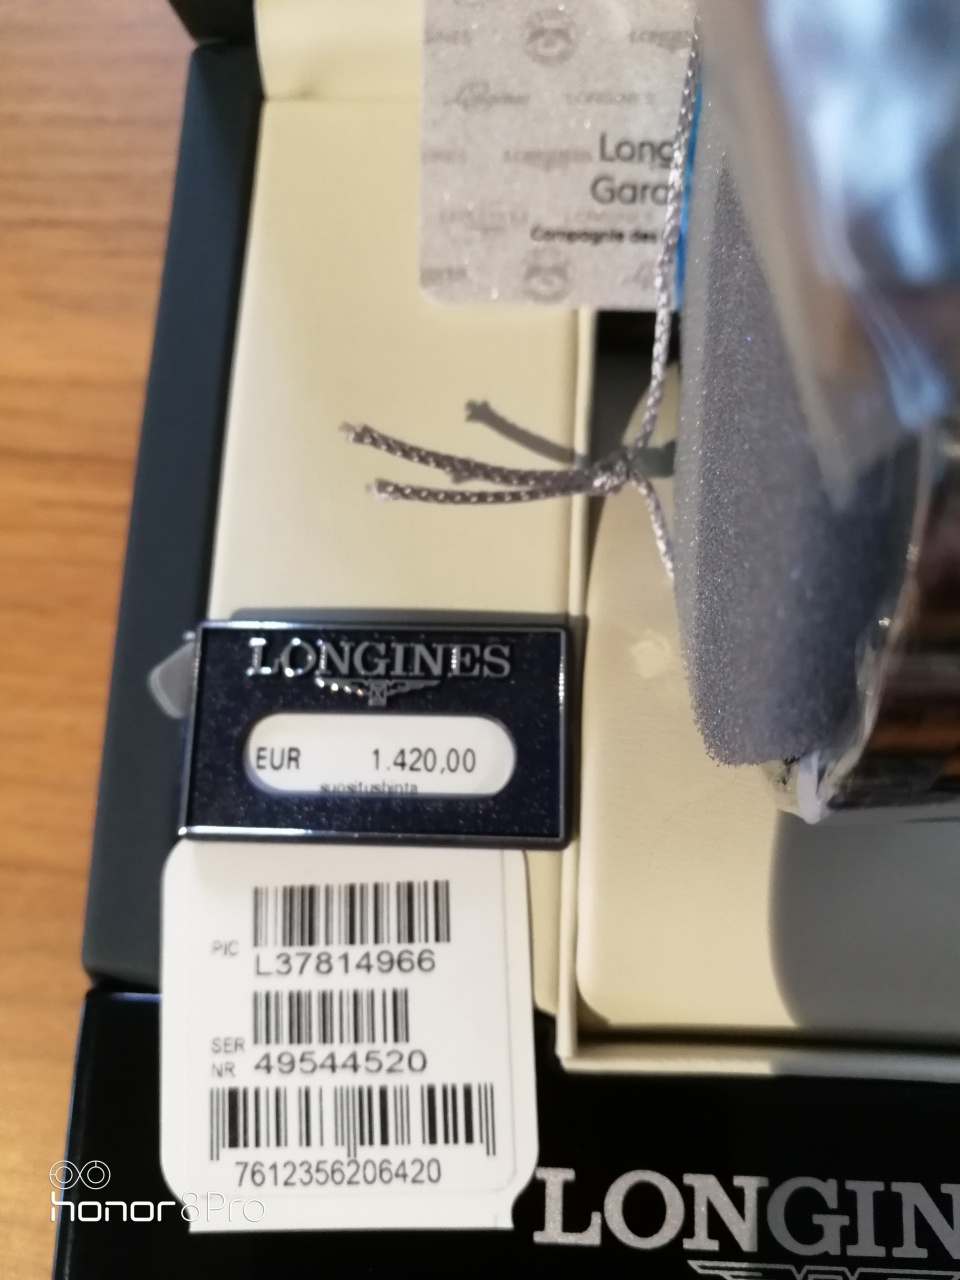 Long
Gara
Compagnie des
LONGINES
EUR 1.420,00
suositushinta
PIC
L37814966
SER
NR 49544520
7612356206420
LONGIN
honor 8 Pro